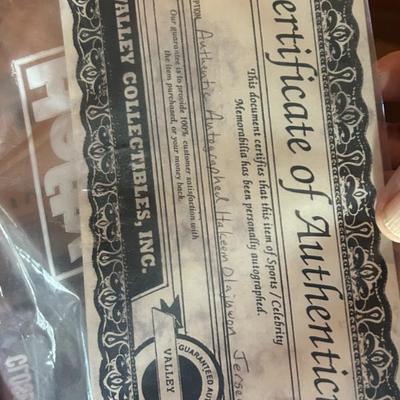 Certificate of Authentic
This document certifies that this item of Sports / Celebrity
Memorabilia has been personally autographed.
Authentic Autographed Hakeem Olajuwon Jerse
Our guarantee is to provide 100% customer satisfaction with
the item purchased, or your money back.
VALLEY COLLECTIBLES, INC.
GUARANTEED AU
VALLEY